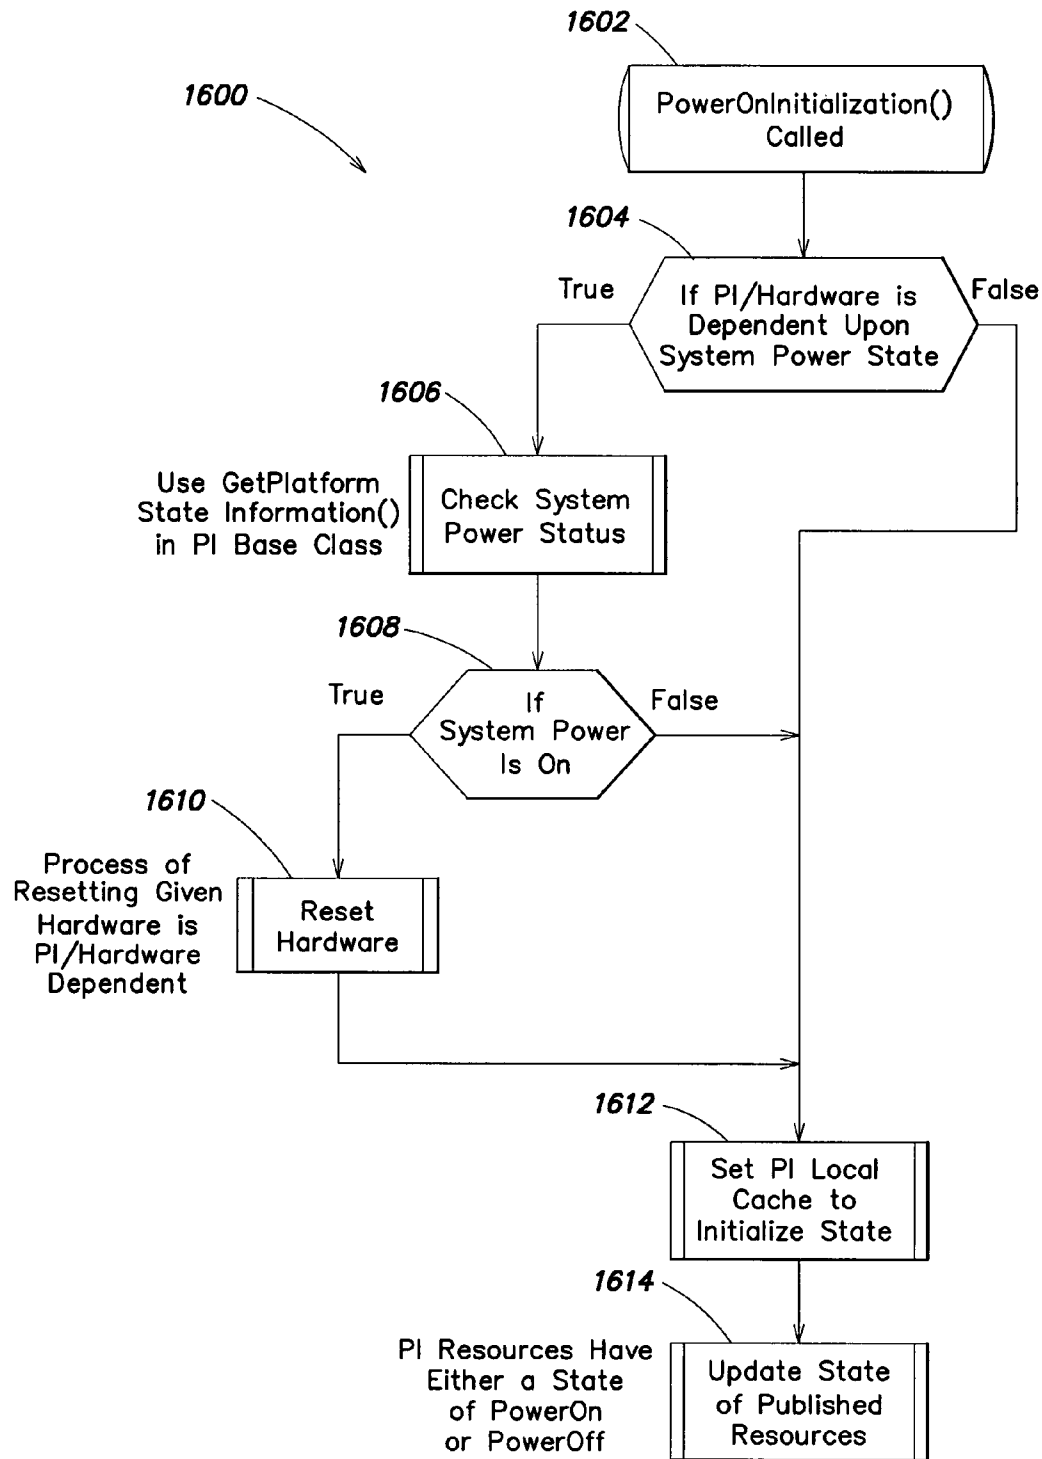 1602
1600
PowerOnInitialization()
Called
1604
True
False
If PI/Hardware is
Dependent Upon
System Power State
1606
Use GetPlatform
State Information()
in PI Base Class
Check System
Power Status
1608
True
False
If
System Power
Is On
1610
Process of
Resetting Given
Hardware is
PI/Hardware
Dependent
Reset
Hardware
1612
Set PI Local
Cache to
Initialize State
1614
PI Resources Have
Either a State
of PowerOn
or PowerOff
Update State
of Published
Resources